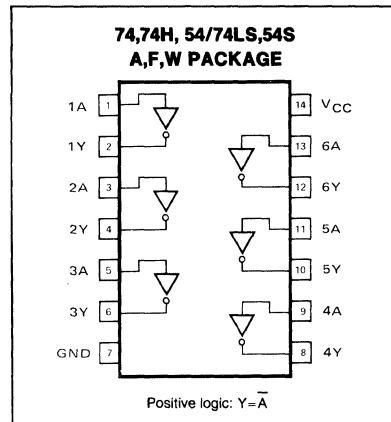 74,74H, 54/74LS,54S
A,F,W PACKAGE
1A 1 14 VCC
1Y 2 13 6A
2A 3 12 6Y
2Y 4 11 5A
3A 5 10 5Y
3Y 6 9 4A
GND 7 8 4Y
Positive logic: Y=A̅